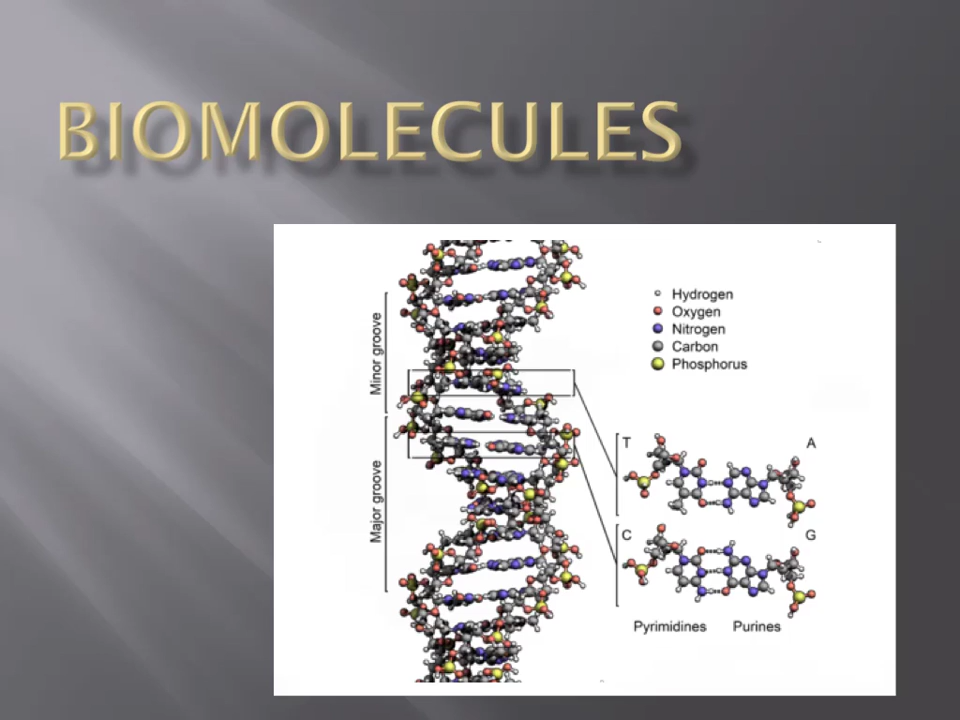 BIOMOLECULES
Hydrogen
Oxygen
Nitrogen
Carbon
Phosphorus
Minor groove
Major groove
T
A
C
G
Pyrimidines
Purines